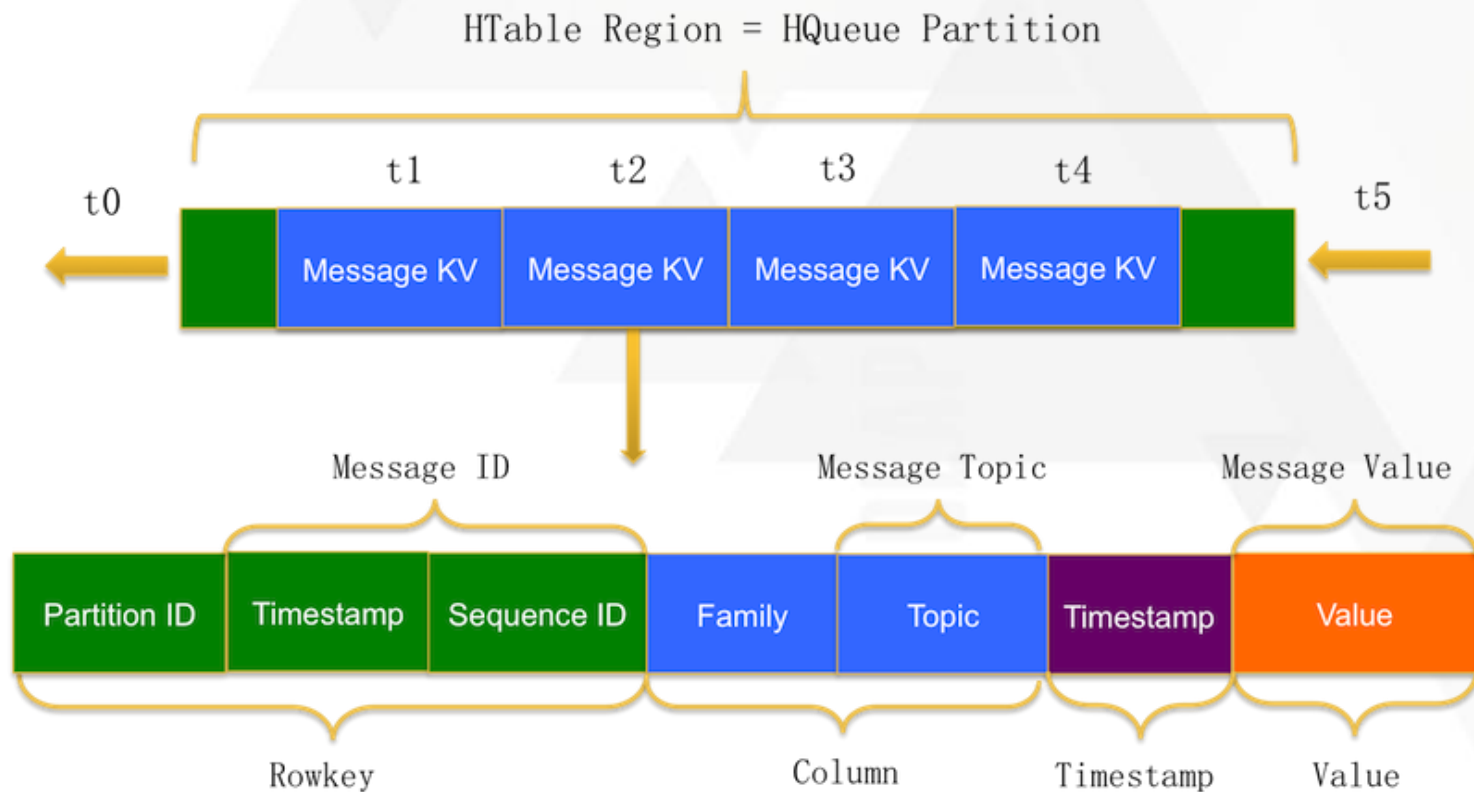 HTable Region = HQueue Partition
t1 t2 t3 t4
t0 t5
Message KV Message KV Message KV Message KV
Message ID Message Topic Message Value
Partition ID Timestamp Sequence ID Family Topic Timestamp Value
Rowkey Column Timestamp Value